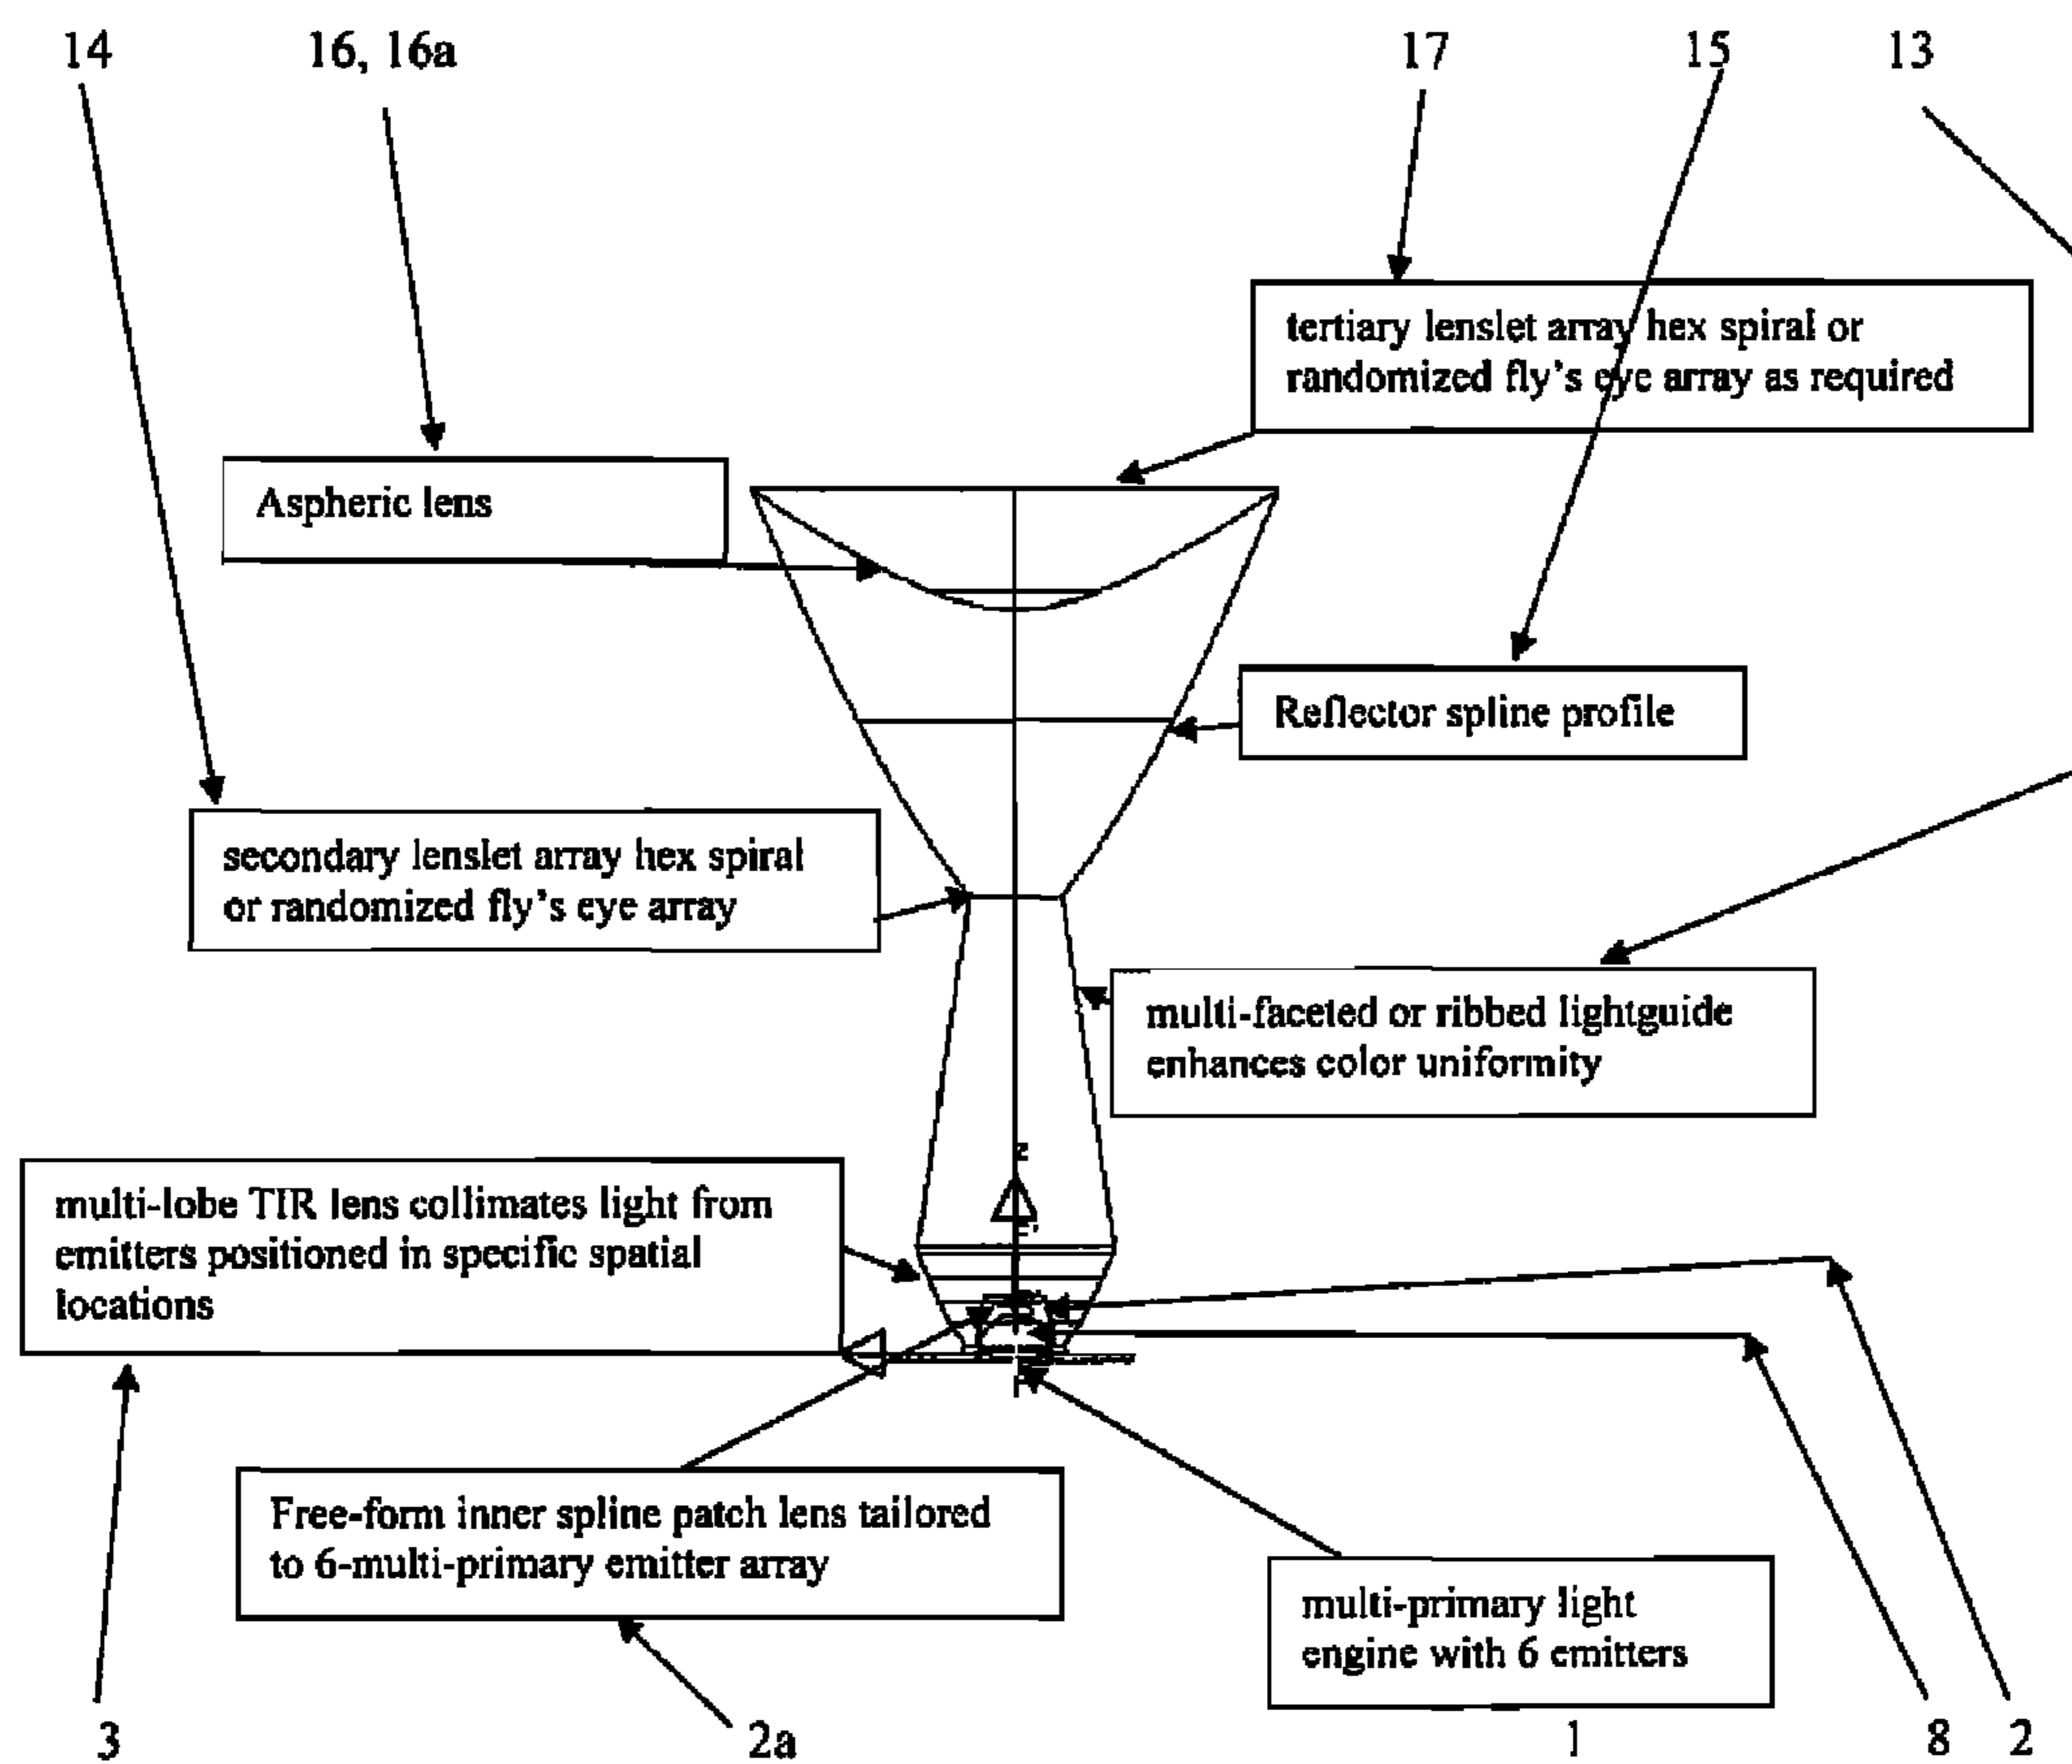 14
16, 16a
17
15
13
tertiary lenslet array hex spiral or
randomized fly's eye array as required
Aspheric lens
Reflector spline profile
secondary lenslet array hex spiral
or randomized fly's eye array
multi-faceted or ribbed lightguide
enhances color uniformity
z
multi-lobe TIR lens collimates light from
emitters positioned in specific spatial
locations
Free-form inner spline patch lens tailored
to 6-multi-primary emitter array
multi-primary light
engine with 6 emitters
3
2a
1
8
2